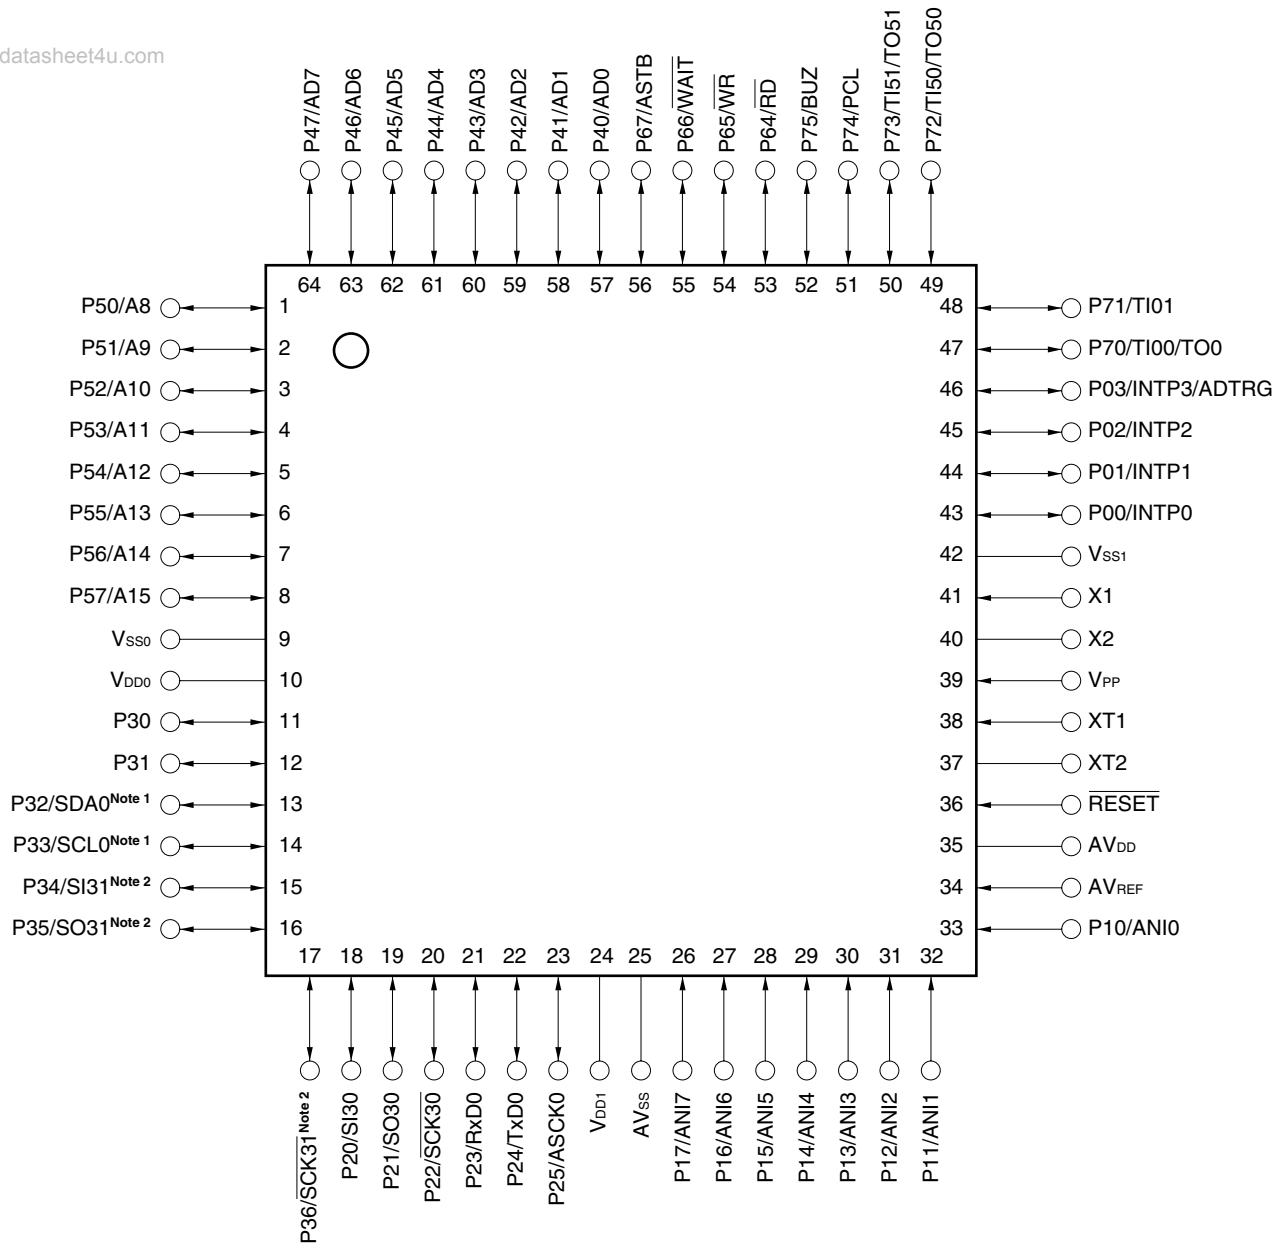 datasheet4u.com
P47/AD7
P46/AD6
P45/AD5
P44/AD4
P43/AD3
P42/AD2
P41/AD1
P40/AD0
P67/ASTB
P66/WAIT
P65/WR
P64/RD
P75/BUZ
P74/PCL
P73/TI51/TO51
P72/TI50/TO50
64 63 62 61 60 59 58 57 56 55 54 53 52 51 50 49
P50/A8 1 48 P71/TI01
P51/A9 2 47 P70/TI00/TO0
P52/A10 3 46 P03/INTP3/ADTRG
P53/A11 4 45 P02/INTP2
P54/A12 5 44 P01/INTP1
P55/A13 6 43 P00/INTP0
P56/A14 7 42 VSS1
P57/A15 8 41 X1
VSS0 9 40 X2
VDD0 10 39 VPP
P30 11 38 XT1
P31 12 37 XT2
P32/SDA0Note 1 13 36 RESET
P33/SCL0Note 1 14 35 AVDD
P34/SI31Note 2 15 34 AVREF
P35/SO31Note 2 16 33 P10/ANI0
17 18 19 20 21 22 23 24 25 26 27 28 29 30 31 32
P36/SCK31Note 2
P20/SI30
P21/SO30
P22/SCK30
P23/RxD0
P24/TxD0
P25/ASCK0
VDD1
AVSS
P17/ANI7
P16/ANI6
P15/ANI5
P14/ANI4
P13/ANI3
P12/ANI2
P11/ANI1